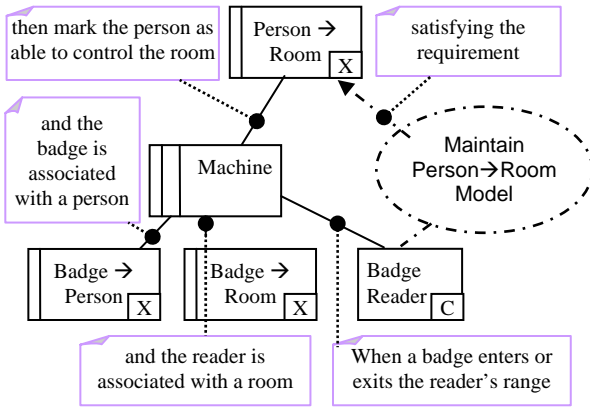 then mark the person as
able to control the room
Person →
Room
X
satisfying the
requirement
and the
badge is
associated
with a person
Machine
Maintain
Person→Room
Model
Badge →
Person
X
Badge →
Room
X
Badge
Reader
C
and the reader is
associated with a room
When a badge enters or
exits the reader's range